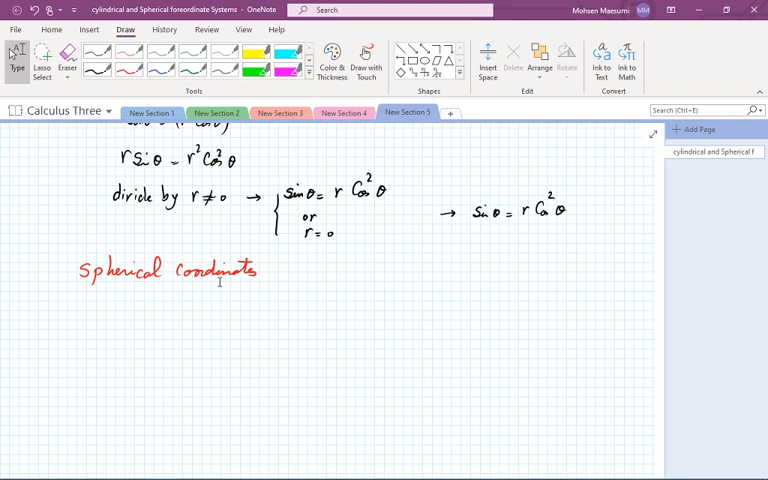 cylindrical and Spherical foreordinate Systems - OneNote
Search
Mohsen Maesumi MM
File Home Insert Draw History Review View Help
Type Lasso Select Eraser Color & Thickness Draw with Touch Insert Space Delete Arrange Rotate Ink to Text Ink to Math
Tools Shapes Edit Convert
Calculus Three New Section 1 New Section 2 New Section 3 New Section 4 New Section 5 Search (Ctrl+E)
Add Page
cylindrical and Spherical f
r Sin θ = r² Cos² θ
divide by r ≠ 0 → { sin θ = r Cos² θ
or
r = 0
→ sin θ = r Cos² θ
Spherical coordinates